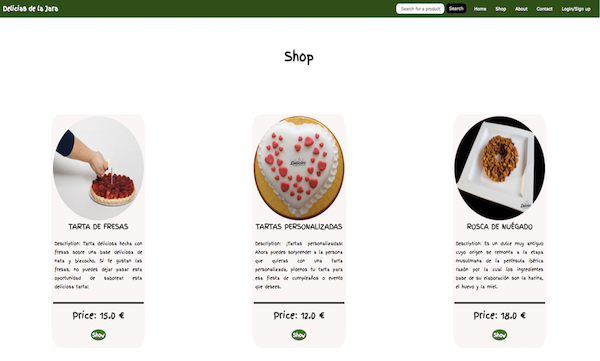 Delicias de la Jara
Search for a product
Search
Home
Shop
About
Contact
Login/Sign up
Shop
TARTA DE FRESAS
Description: Tarta deliciosa hecha con
fresas sobre una base deliciosa de
nata y bizcocho. Si te gustan las
fresas, no puedes dejar pasar esta
oportunidad de saborear esta
deliciosa tarta!
Price: 15.0 €
Show
TARTAS PERSONALIZADAS
Description: ¡Tartas personalizadas!
Ahora puedes sorprender a la persona
que quieras con una tarta
personalizada, pídenos tu tarta para
esa fiesta de cumpleaños o evento
que desees.
Price: 12.0 €
Show
ROSCA DE NUÉGADO
Description: Es un dulce muy antiguo
cuyo origen se remonta a la etapa
musulmana de la península ibérica
razón por la cual los ingredientes
base de su elaboración son la harina,
el huevo y la miel.
Price: 18.0 €
Show